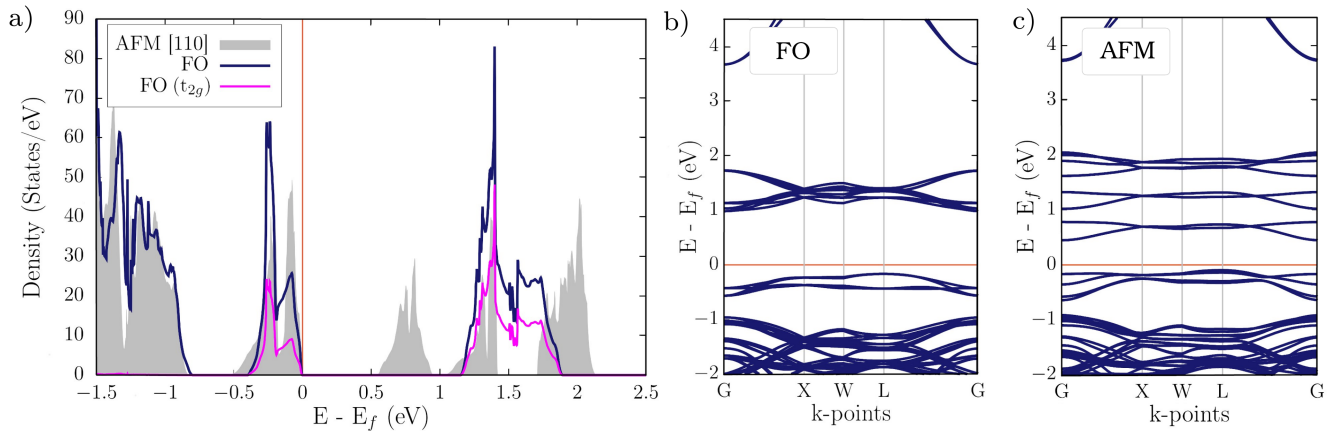 a)
90
80
70
60
50
40
30
20
10
0
Density (States/eV)
AFM [110]
FO
FO (t2g)
−1.5 −1 −0.5 0 0.5 1 1.5 2 2.5
E - Ef (eV)
b)
FO
4
3
2
1
0
−1
−2
E - Ef (eV)
G X W L G
k-points
c)
AFM
4
3
2
1
0
−1
−2
E - Ef (eV)
G X W L G
k-points